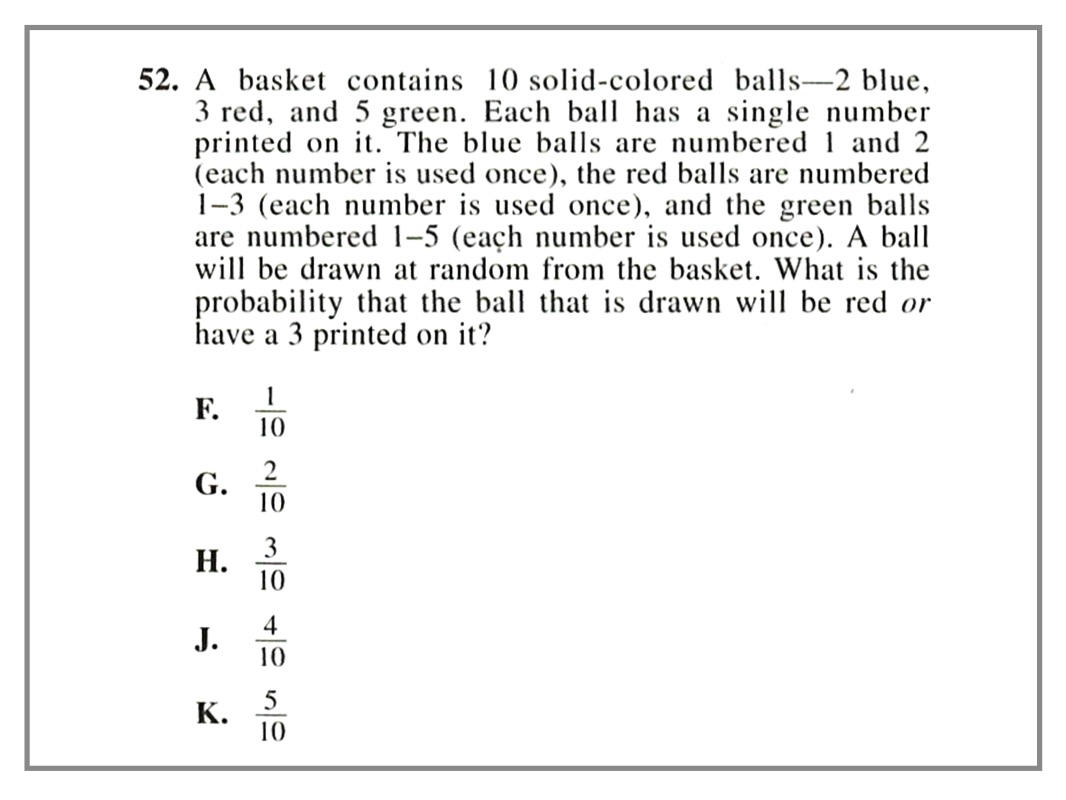 52. A basket contains 10 solid-colored balls—2 blue,
3 red, and 5 green. Each ball has a single number
printed on it. The blue balls are numbered 1 and 2
(each number is used once), the red balls are numbered
1–3 (each number is used once), and the green balls
are numbered 1–5 (each number is used once). A ball
will be drawn at random from the basket. What is the
probability that the ball that is drawn will be red or
have a 3 printed on it?
F. 1/10
G. 2/10
H. 3/10
J. 4/10
K. 5/10